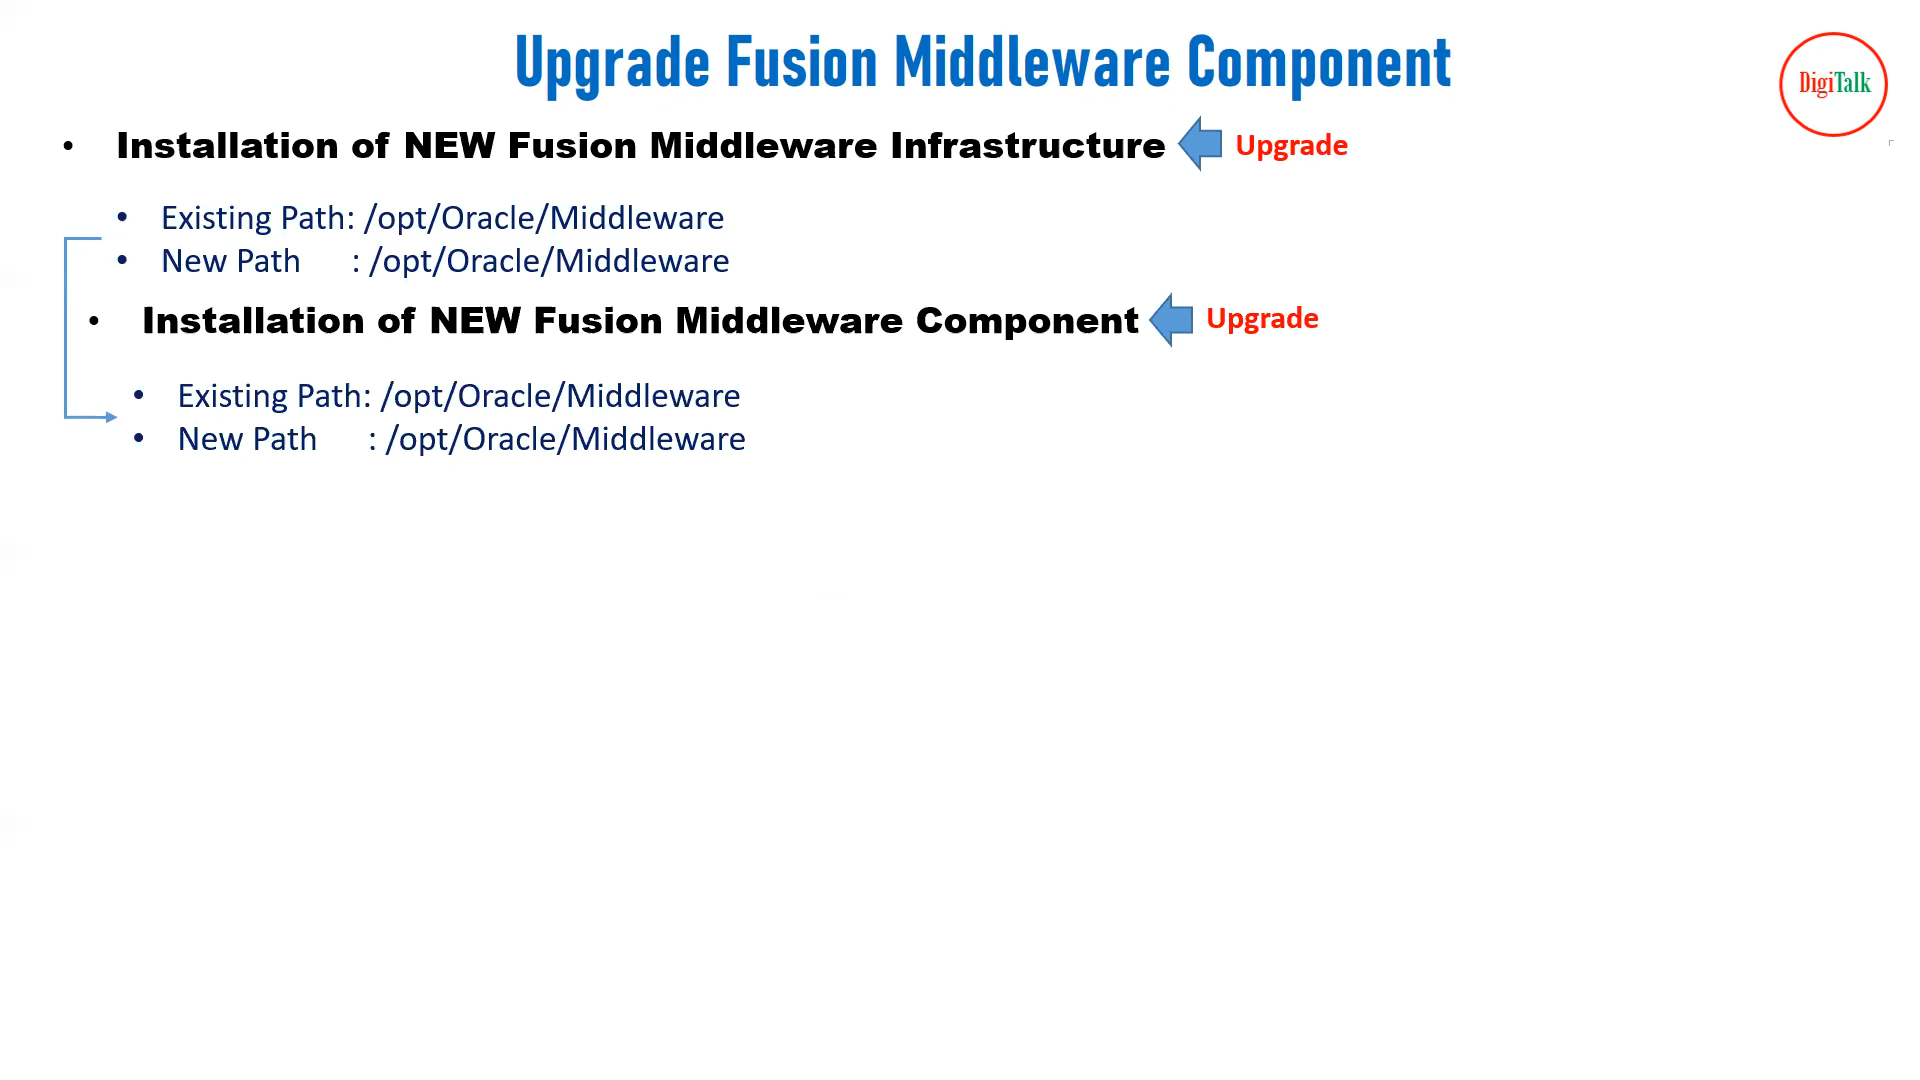 Upgrade Fusion Middleware Component
DigiTalk
• Installation of NEW Fusion Middleware Infrastructure Upgrade
• Existing Path: /opt/Oracle/Middleware
• New Path : /opt/Oracle/Middleware
• Installation of NEW Fusion Middleware Component Upgrade
• Existing Path: /opt/Oracle/Middleware
• New Path : /opt/Oracle/Middleware